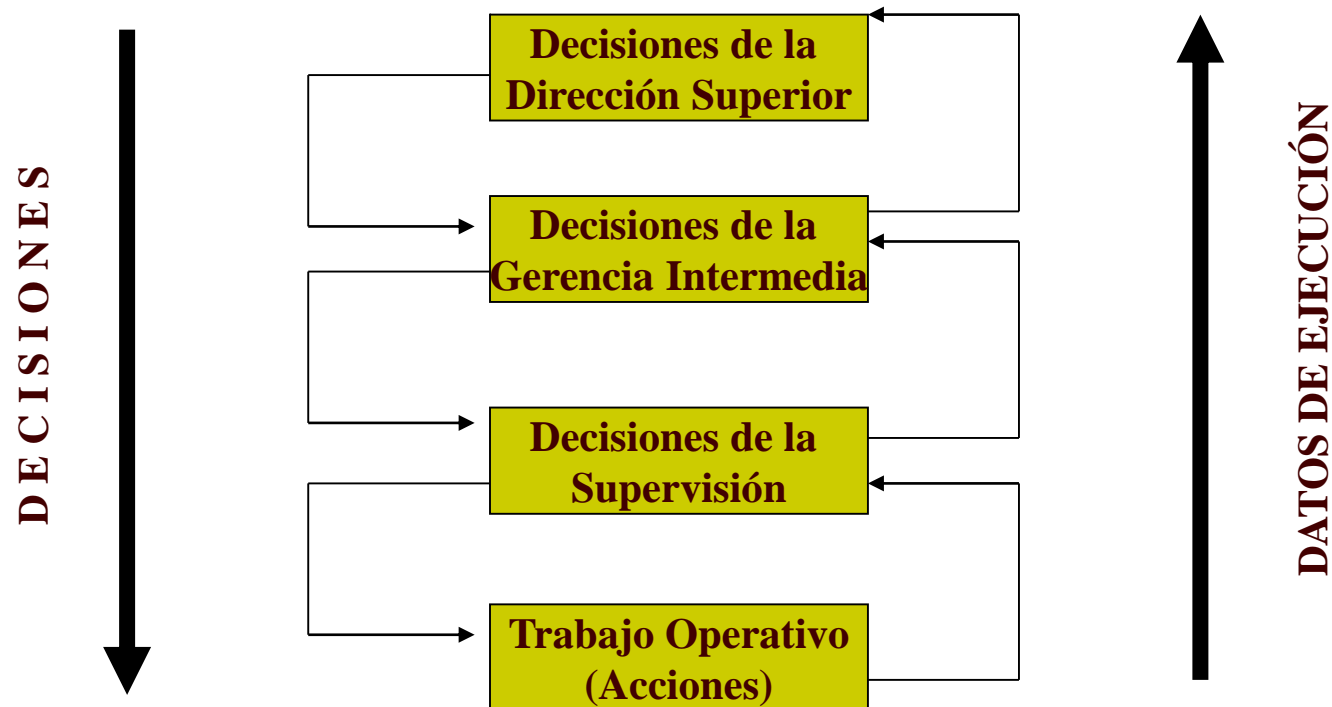 D E C I S I O N E S
Decisiones de la
Dirección Superior
Decisiones de la
Gerencia Intermedia
Decisiones de la
Supervisión
Trabajo Operativo
(Acciones)
DATOS DE EJECUCIÓN